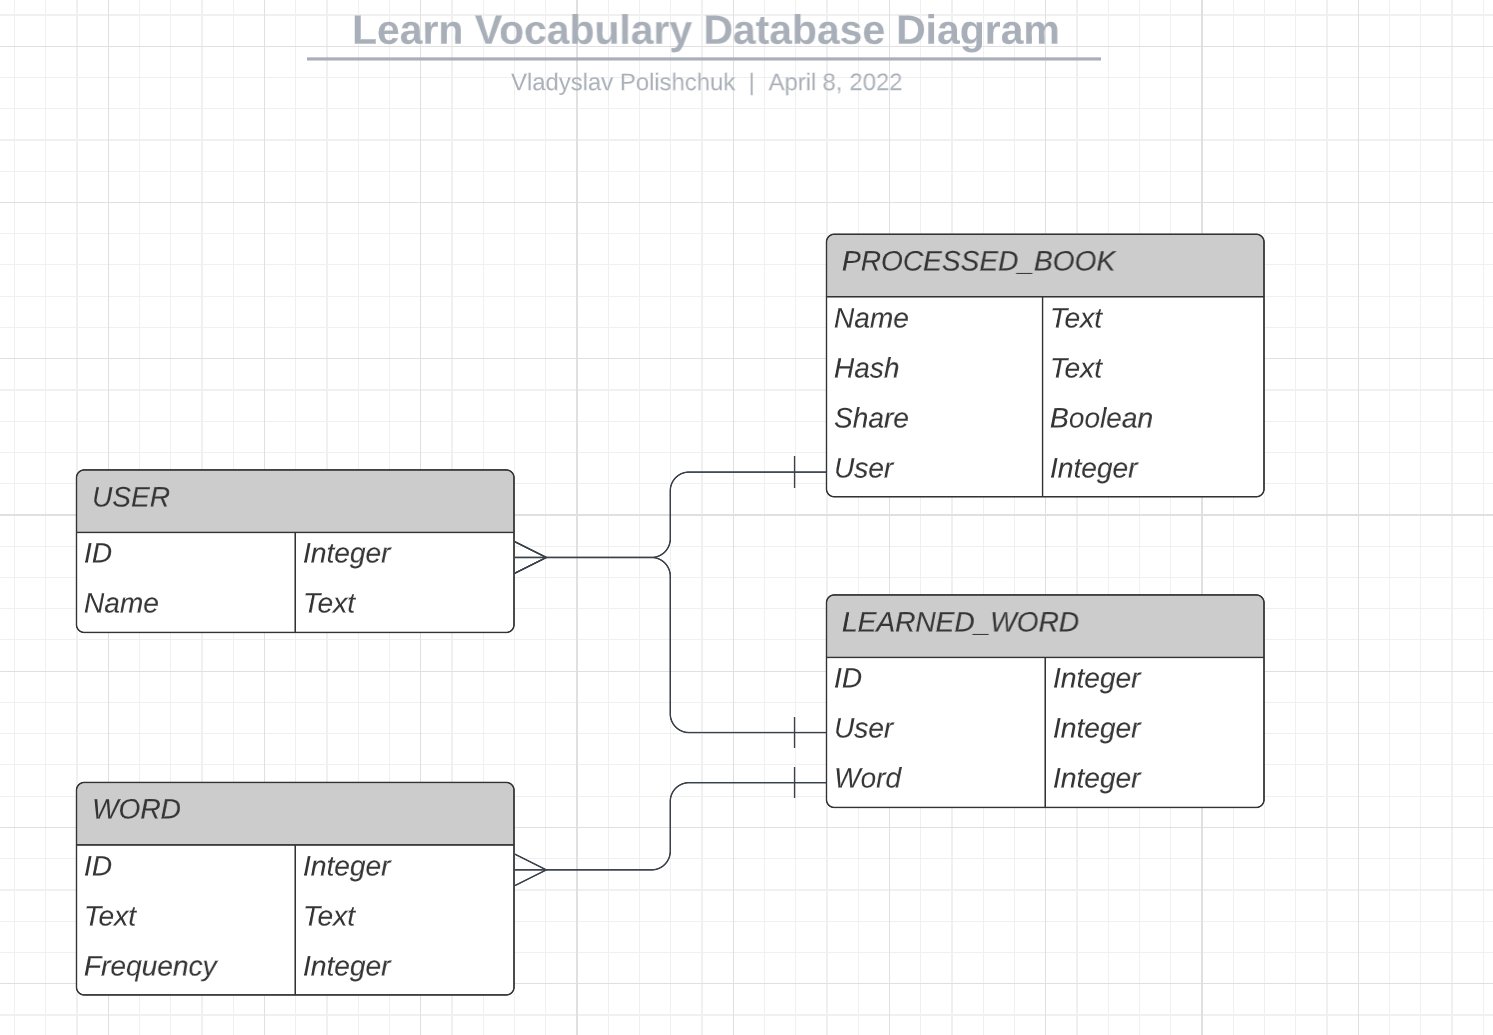 Learn Vocabulary Database Diagram
Vladyslav Polishchuk | April 8, 2022
PROCESSED_BOOK
Name Text
Hash Text
Share Boolean
User Integer
USER
ID Integer
Name Text
LEARNED_WORD
ID Integer
User Integer
Word Integer
WORD
ID Integer
Text Text
Frequency Integer